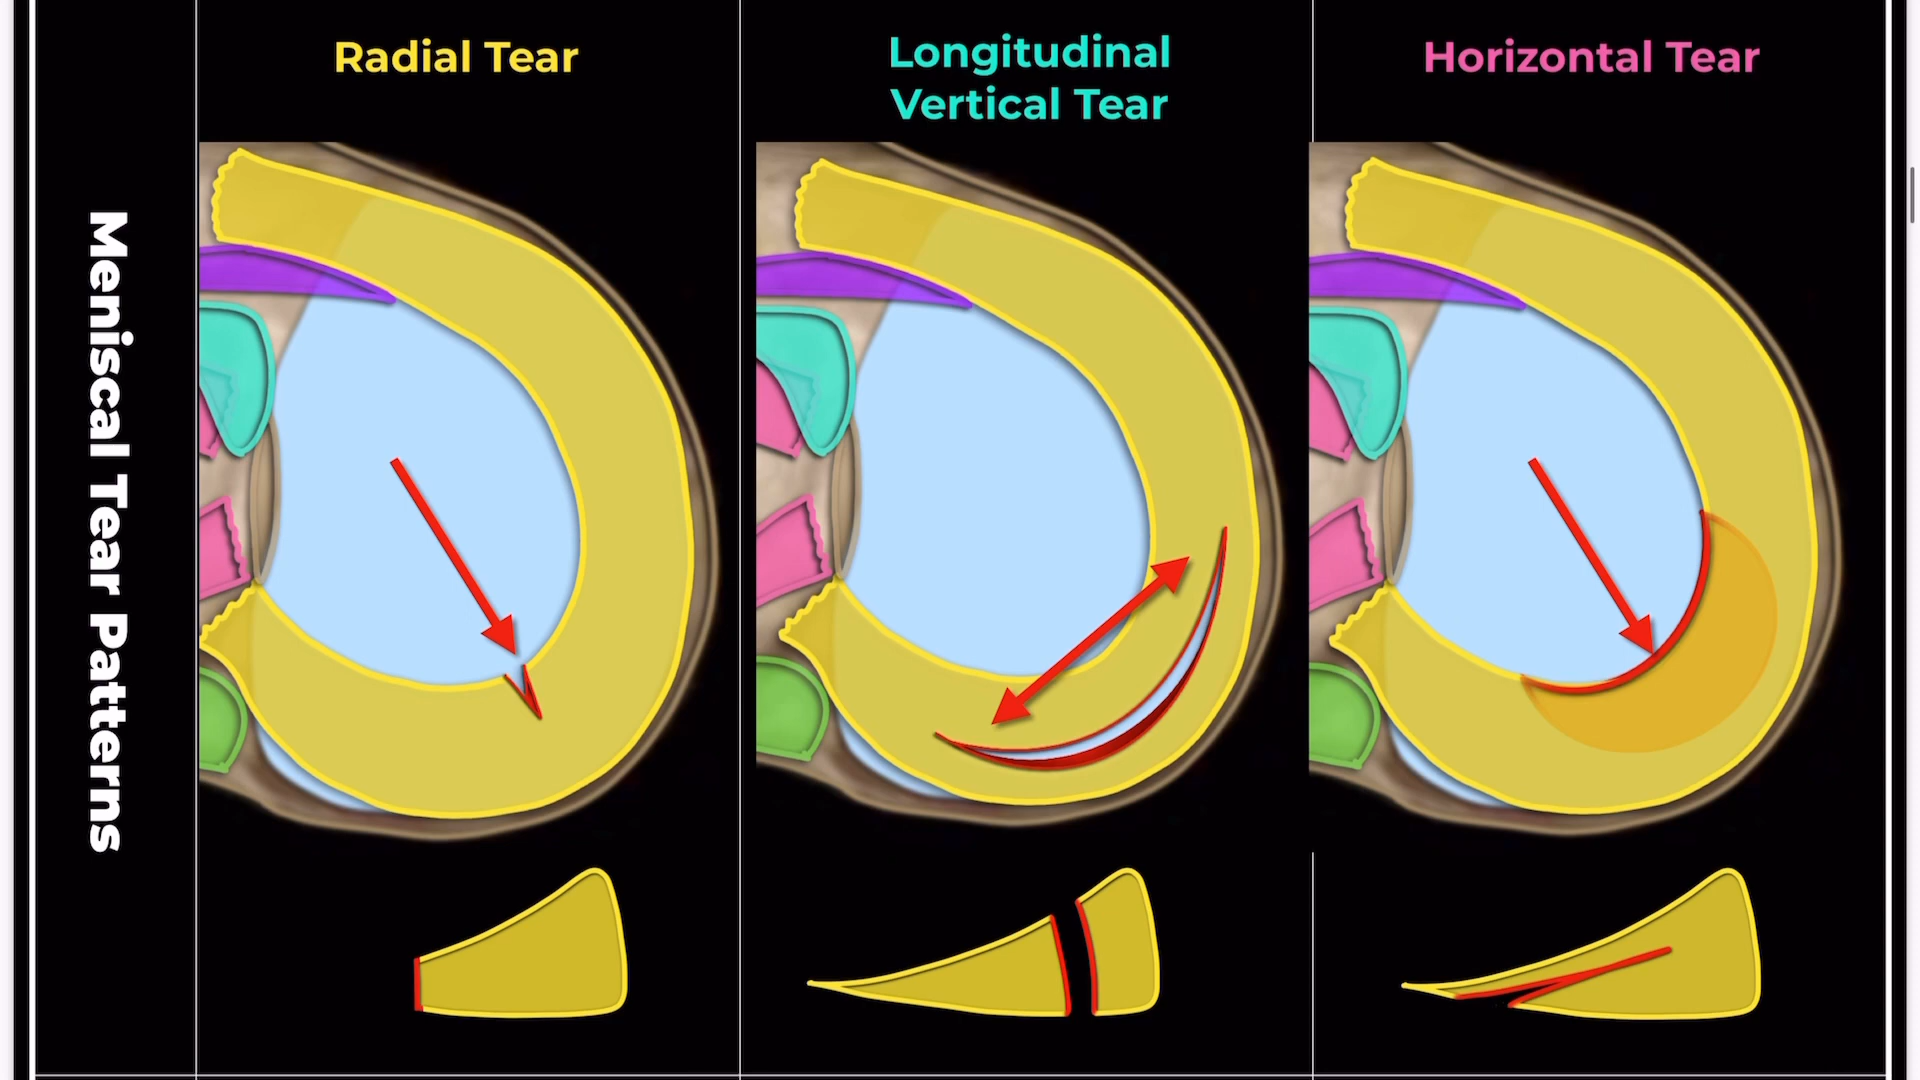 Radial Tear
Longitudinal
Vertical Tear
Horizontal Tear
Meniscal Tear Patterns